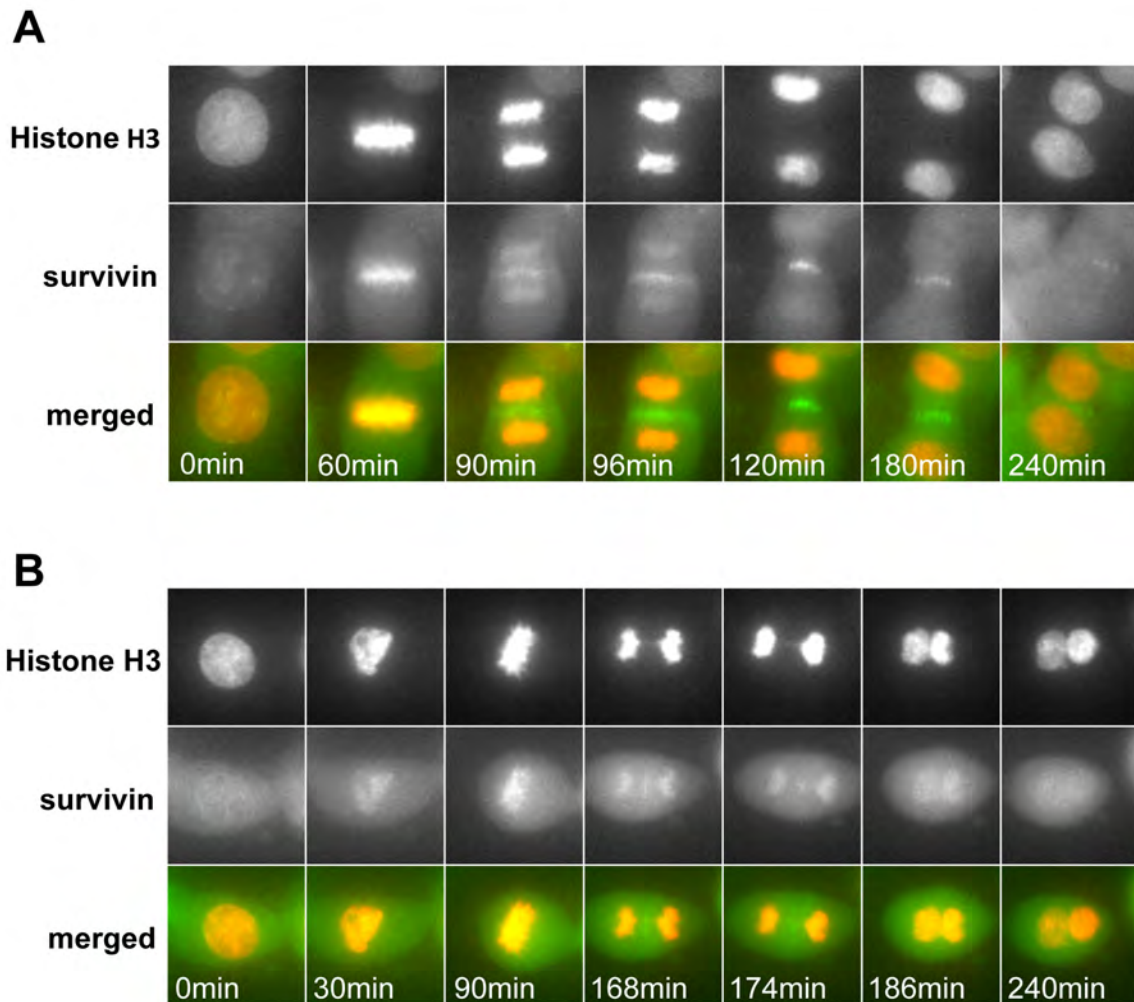 A
Histone H3
survivin
merged
0min 60min 90min 96min 120min 180min 240min
B
Histone H3
survivin
merged
0min 30min 90min 168min 174min 186min 240min